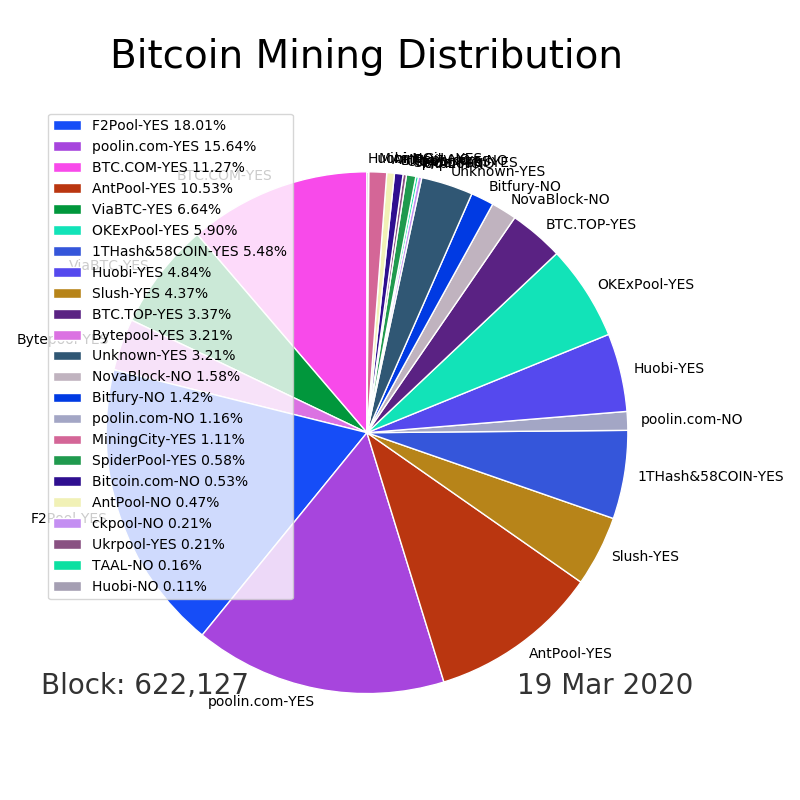 Bitcoin Mining Distribution
F2Pool-YES 18.01%
poolin.com-YES 15.64%
BTC.COM-YES 11.27%
AntPool-YES 10.53%
ViaBTC-YES 6.64%
OKExPool-YES 5.90%
1THash&58COIN-YES 5.48%
Huobi-YES 4.84%
Slush-YES 4.37%
BTC.TOP-YES 3.37%
Bytepool-YES 3.21%
Unknown-YES 3.21%
NovaBlock-NO 1.58%
Bitfury-NO 1.42%
poolin.com-NO 1.16%
MiningCity-YES 1.11%
SpiderPool-YES 0.58%
Bitcoin.com-NO 0.53%
AntPool-NO 0.47%
ckpool-NO 0.21%
Ukrpool-YES 0.21%
TAAL-NO 0.16%
Huobi-NO 0.11%
Unknown-YES
Bitfury-NO
NovaBlock-NO
BTC.TOP-YES
OKExPool-YES
Huobi-YES
poolin.com-NO
1THash&58COIN-YES
Slush-YES
AntPool-YES
poolin.com-YES
F2Pool-YES
Bytepool-YES
ViaBTC-YES
BTC.COM-YES
Block: 622,127
19 Mar 2020